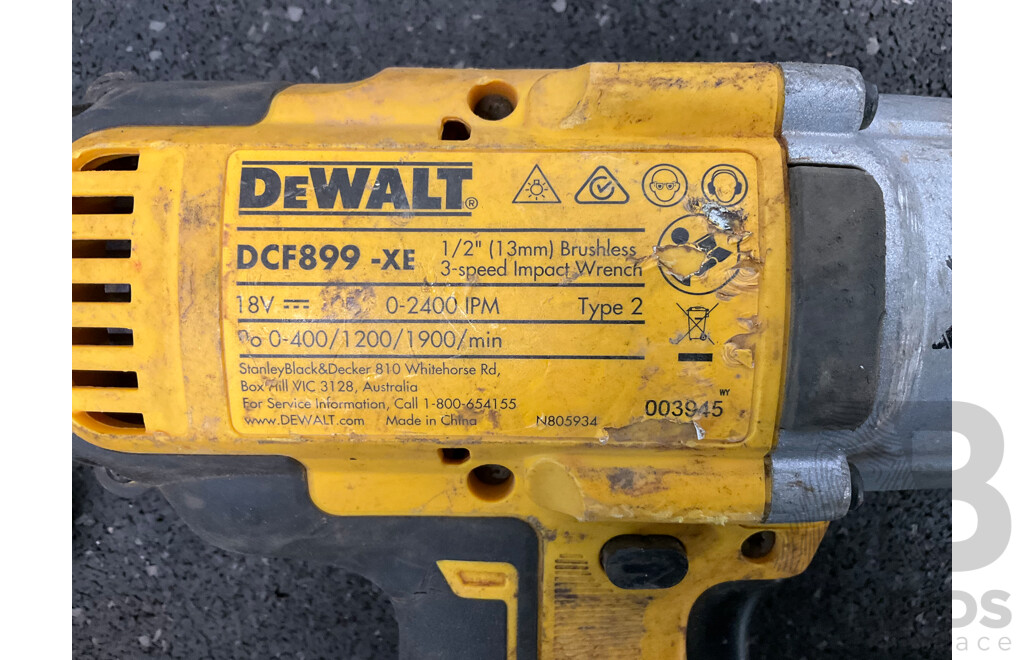 DEWALT®
DCF899 -XE 1/2" (13mm) Brushless
3-speed Impact Wrench
18V 0-2400 IPM Type 2
0-400/1200/1900/min
StanleyBlack&Decker 810 Whitehorse Rd,
Box Hill VIC 3128, Australia
For Service Information, Call 1-800-654155
www.DEWALT.com Made in China N805934
WY
003945